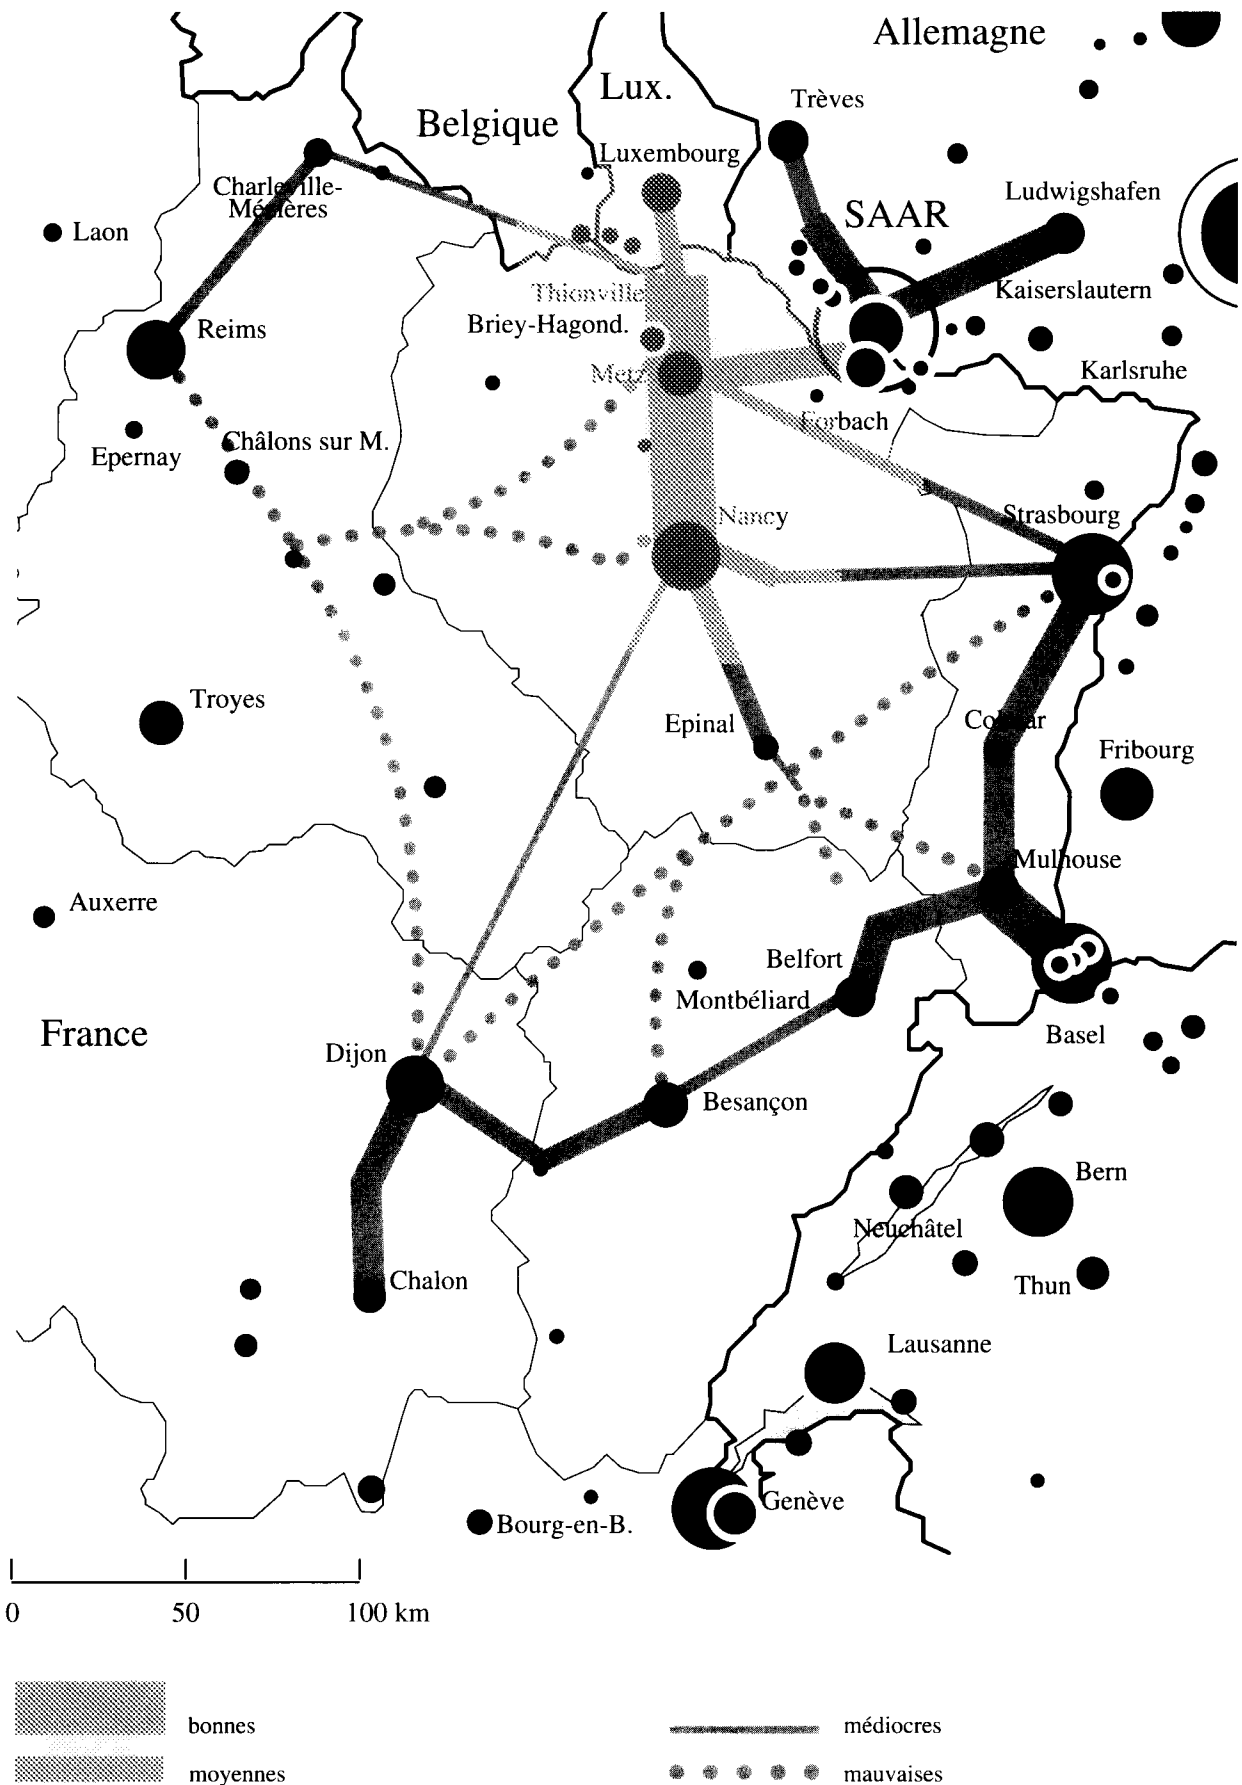 Allemagne
Lux.
Trèves
Belgique
Luxembourg
Ludwigshafen
Charleville-
Mézières
SAAR
Laon
Thionville
Kaiserslautern
Reims
Briey-Hagond.
Metz
Karlsruhe
Forbach
Châlons sur M.
Epernay
Nancy
Strasbourg
Troyes
Epinal
Colmar
Fribourg
Mulhouse
Auxerre
Belfort
Montbéliard
France
Basel
Dijon
Besançon
Bern
Neuchâtel
Chalon
Thun
Lausanne
Genève
Bourg-en-B.
0 50 100 km
bonnes
médiocres
moyennes
mauvaises